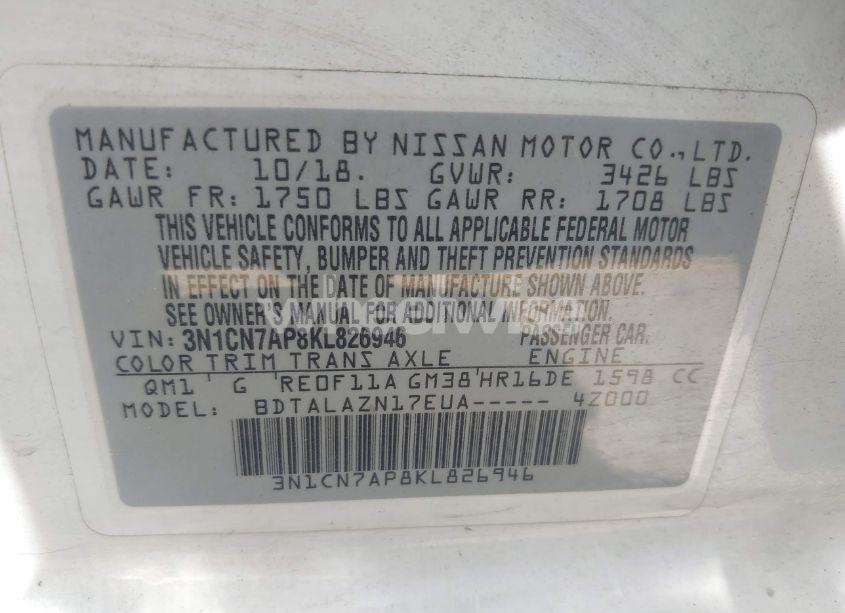 MANUFACTURED BY NISSAN MOTOR CO., LTD.
DATE: 10/18. GVWR: 3426 LBS
GAWR FR: 1750 LBS GAWR RR: 1708 LBS
THIS VEHICLE CONFORMS TO ALL APPLICABLE FEDERAL MOTOR
VEHICLE SAFETY, BUMPER AND THEFT PREVENTION STANDARDS
IN EFFECT ON THE DATE OF MANUFACTURE SHOWN ABOVE.
SEE OWNER'S MANUAL FOR ADDITIONAL INFORMATION.
VIN: 3N1CN7AP8KL826946 PASSENGER CAR.
COLOR TRIM TRANS AXLE ENGINE
QM1 G RE0F11A GM38 HR16DE 1598 CC
MODEL: BDTALAZN17EUA----- 4Z000
3N1CN7AP8KL826946